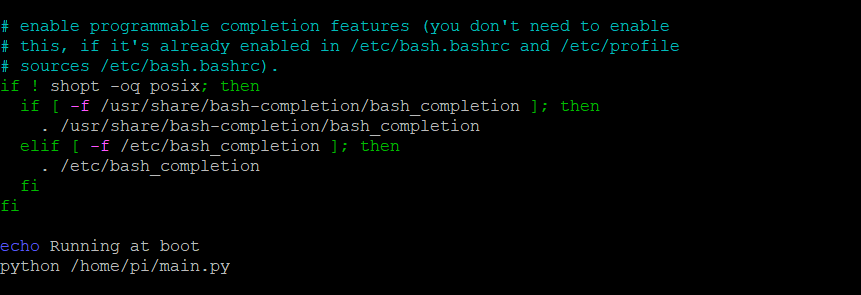 # enable programmable completion features (you don't need to enable
# this, if it's already enabled in /etc/bash.bashrc and /etc/profile
# sources /etc/bash.bashrc).
if ! shopt -oq posix; then
  if [ -f /usr/share/bash-completion/bash_completion ]; then
    . /usr/share/bash-completion/bash_completion
  elif [ -f /etc/bash_completion ]; then
    . /etc/bash_completion
  fi
fi
echo Running at boot
python /home/pi/main.py